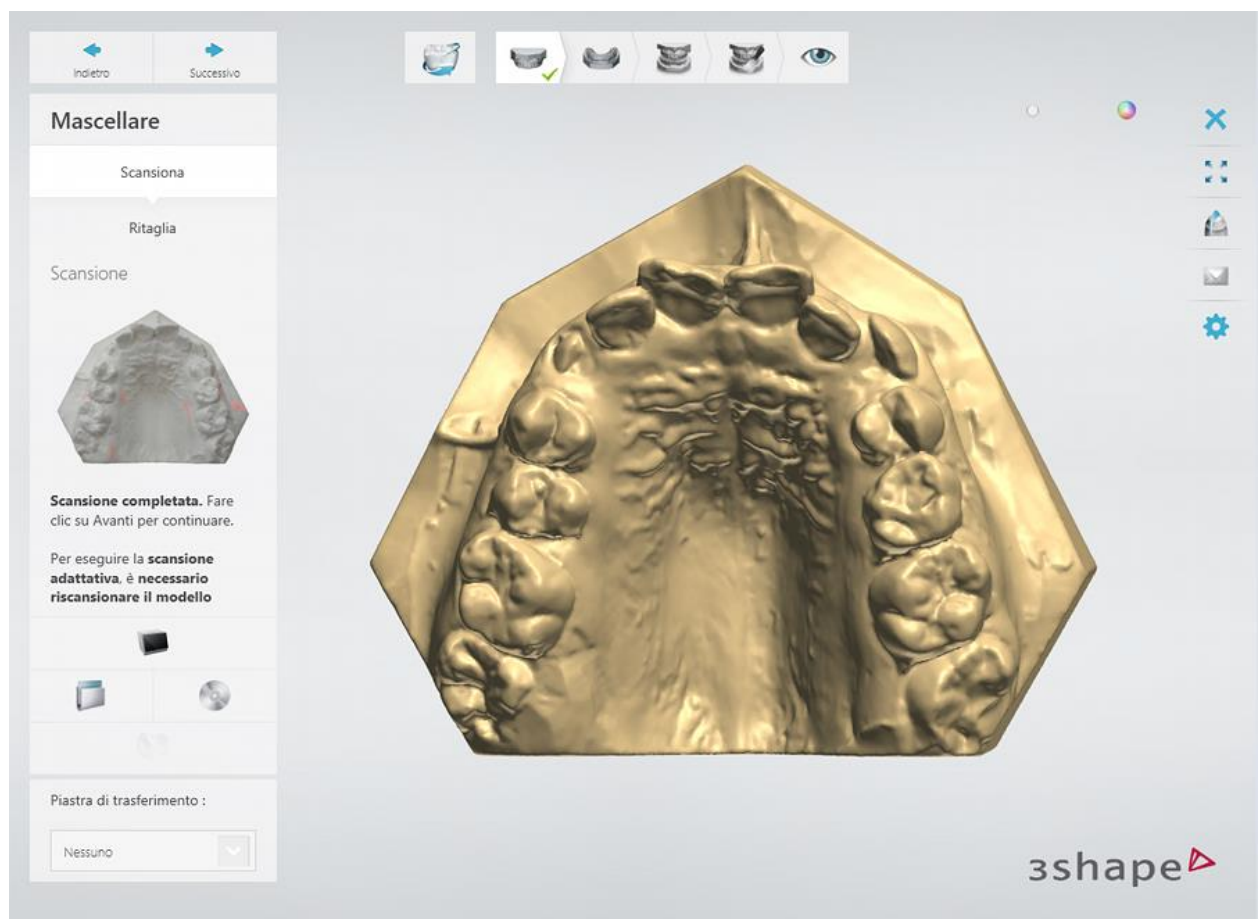 Indietro
Successivo
Mascellare
Scansiona
Ritaglia
Scansione
Scansione completata. Fare
clic su Avanti per continuare.
Per eseguire la scansione
adattativa, è necessario
riscansionare il modello
Piastra di trasferimento :
Nessuno
3shape